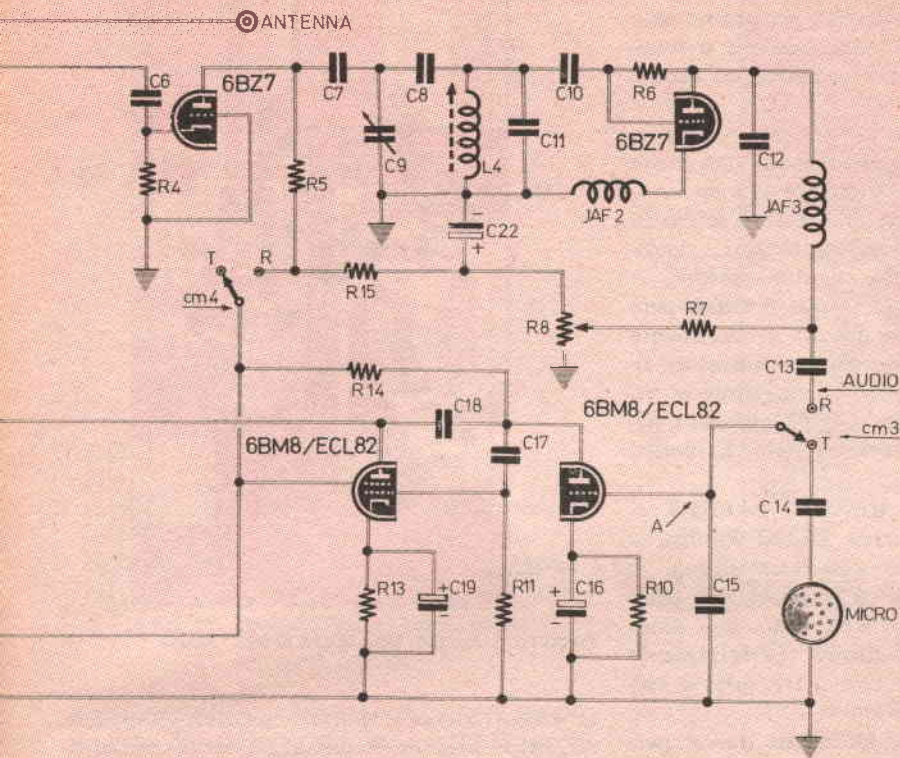 ANTENNA
6BZ7
C6
C7
C8
C10
R6
C9
L4
C11
6BZ7
C12
R4
R5
JAF2
JAF3
C22
-
+
T
R
R15
cm4
R8
R7
C13
AUDIO
R
R14
C18
6BM8/ECL82
cm3
T
6BM8/ECL82
C17
C14
A
R13
+
C19
-
R11
+
C16
-
R10
C15
MICRO